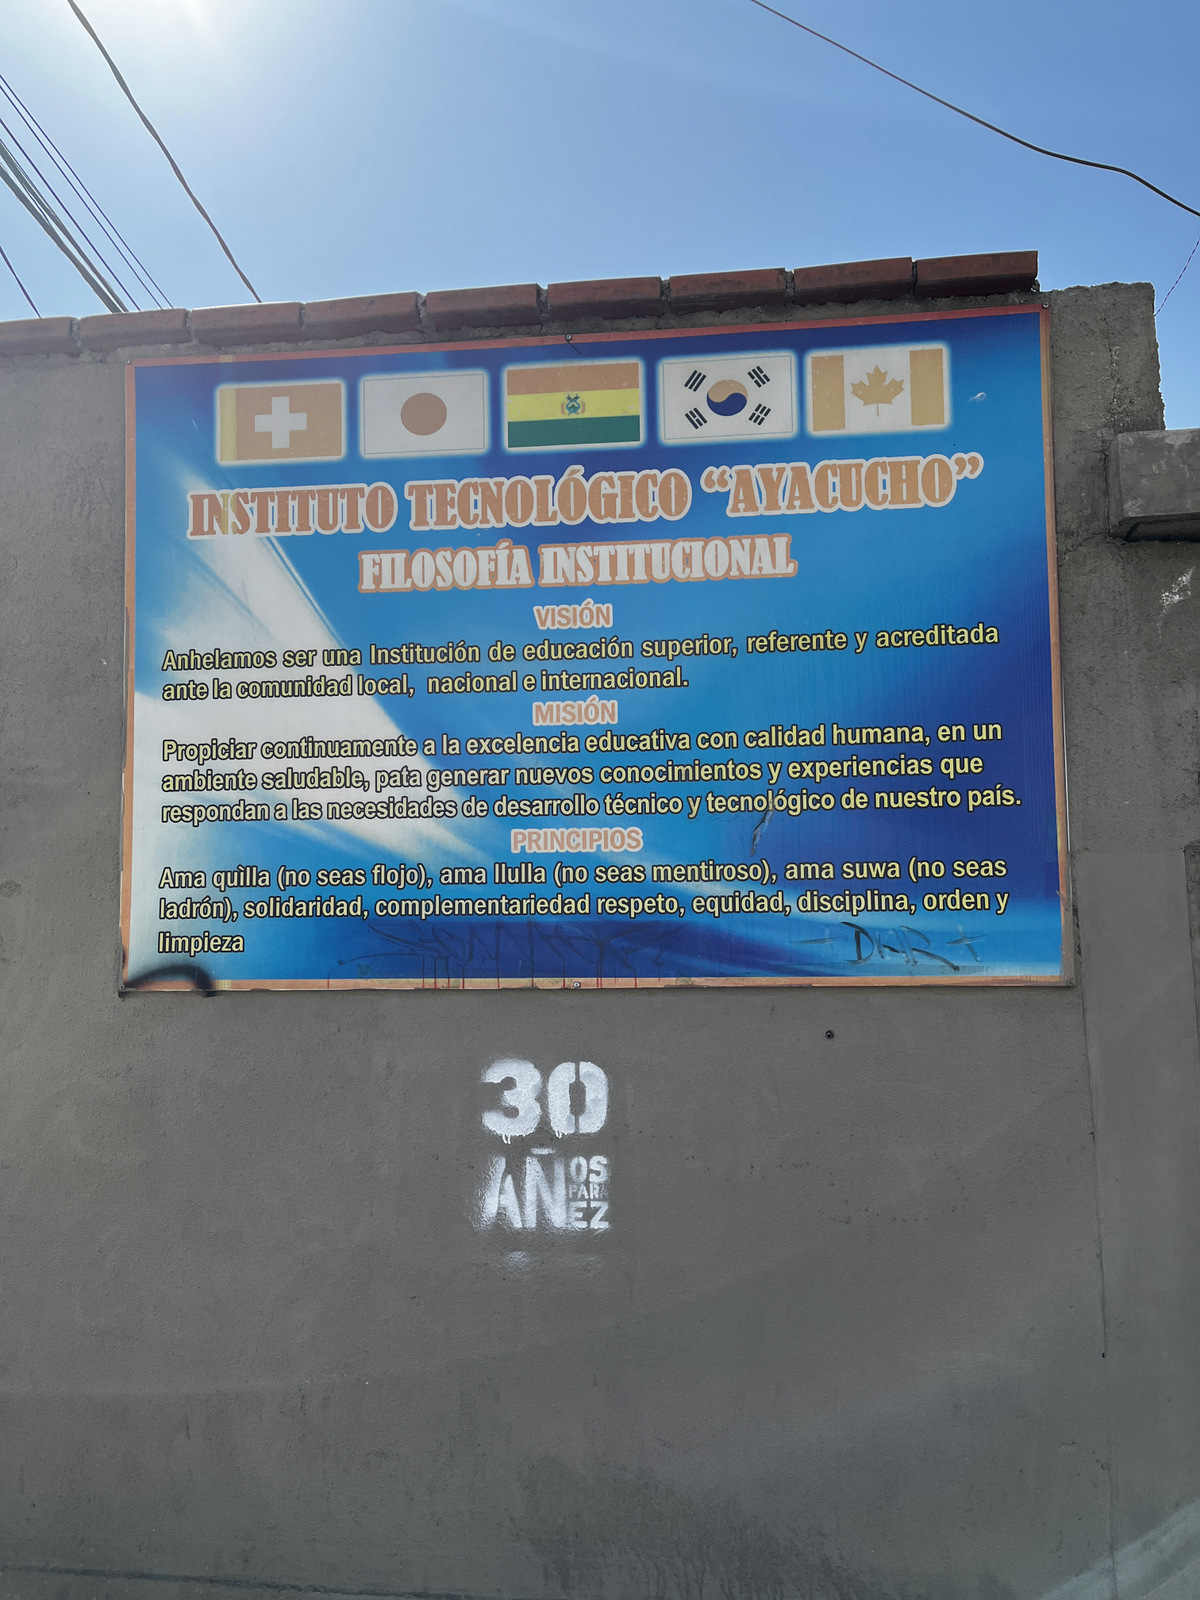 INSTITUTO TECNOLÓGICO “AYACUCHO”
FILOSOFÍA INSTITUCIONAL
VISIÓN
Anhelamos ser una Institución de educación superior, referente y acreditada
ante la comunidad local, nacional e internacional.
MISIÓN
Propiciar continuamente a la excelencia educativa con calidad humana, en un
ambiente saludable, pata generar nuevos conocimientos y experiencias que
respondan a las necesidades de desarrollo técnico y tecnológico de nuestro país.
PRINCIPIOS
Ama quìlla (no seas flojo), ama llulla (no seas mentiroso), ama suwa (no seas
ladrón), solidaridad, complementariedad respeto, equidad, disciplina, orden y
limpieza
30
AÑOS
PARA
AÑEZ